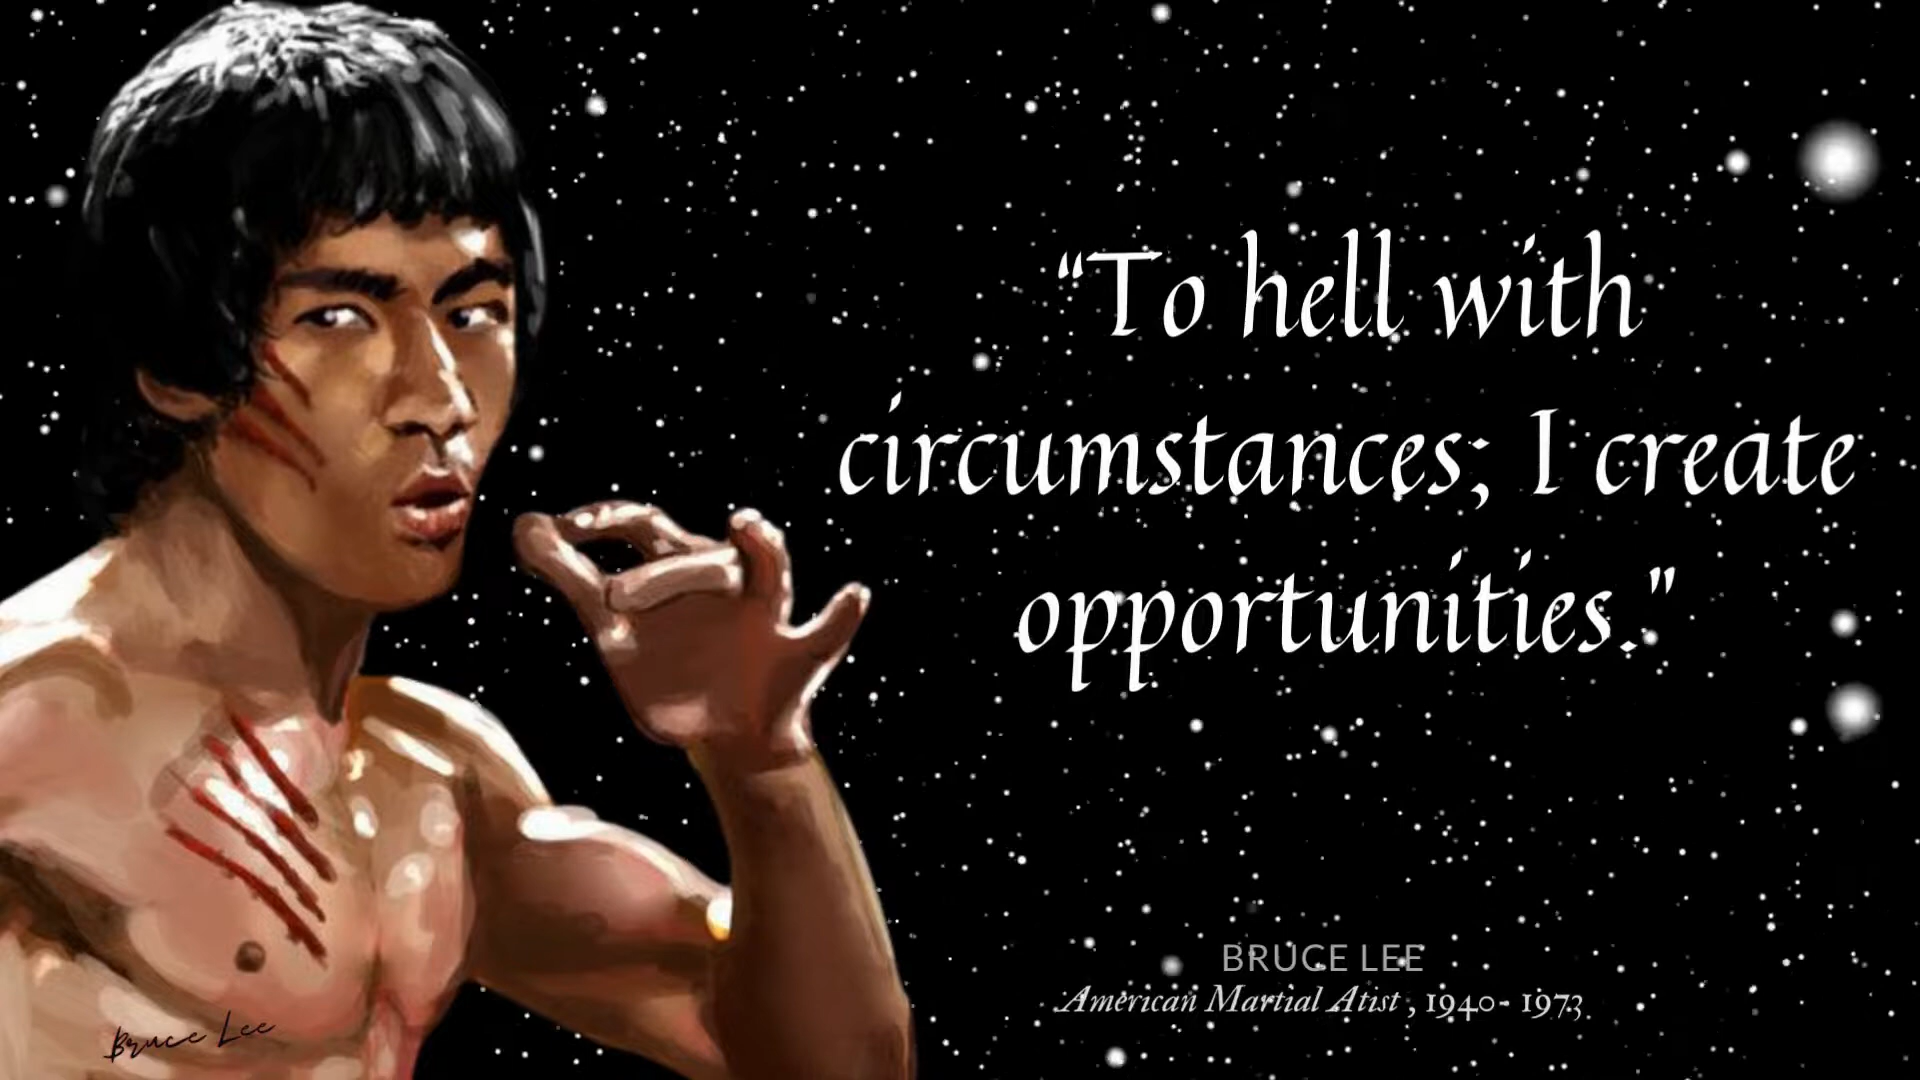 “To hell with
circumstances; I create
opportunities."
BRUCE LEE
American Martial Atist , 1940- 1973
Bruce Lee